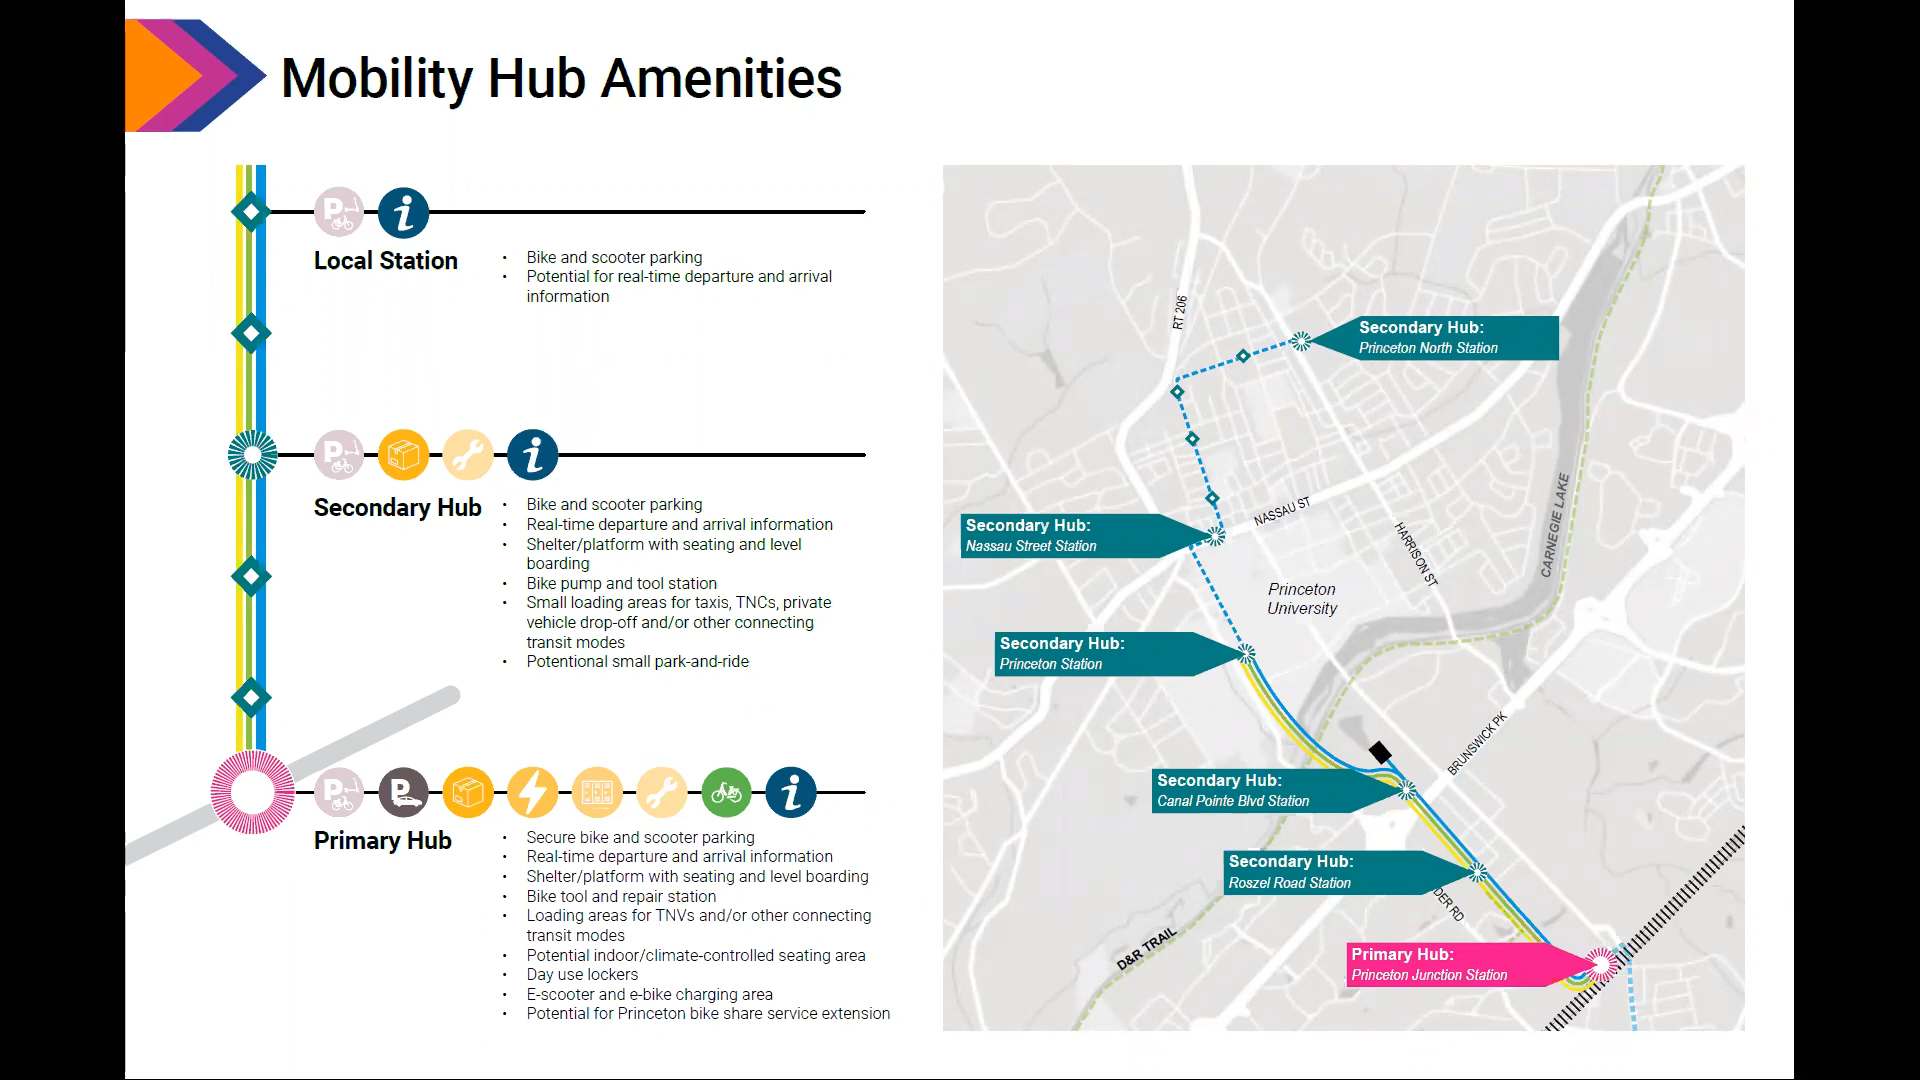 Mobility Hub Amenities
Local Station
• Bike and scooter parking
• Potential for real-time departure and arrival
information
Secondary Hub
• Bike and scooter parking
• Real-time departure and arrival information
• Shelter/platform with seating and level
boarding
• Bike pump and tool station
• Small loading areas for taxis, TNCs, private
vehicle drop-off and/or other connecting
transit modes
• Potentional small park-and-ride
Primary Hub
• Secure bike and scooter parking
• Real-time departure and arrival information
• Shelter/platform with seating and level boarding
• Bike tool and repair station
• Loading areas for TNVs and/or other connecting
transit modes
• Potential indoor/climate-controlled seating area
• Day use lockers
• E-scooter and e-bike charging area
• Potential for Princeton bike share service extension
RT 206
Secondary Hub:
Princeton North Station
NASSAU ST
Secondary Hub:
Nassau Street Station
HARRISON ST
CARNEGIE LAKE
Princeton
University
Secondary Hub:
Princeton Station
BRUNSWICK PK
Secondary Hub:
Canal Pointe Blvd Station
Secondary Hub:
Roszel Road Station
DER RD
D&R TRAIL
Primary Hub:
Princeton Junction Station